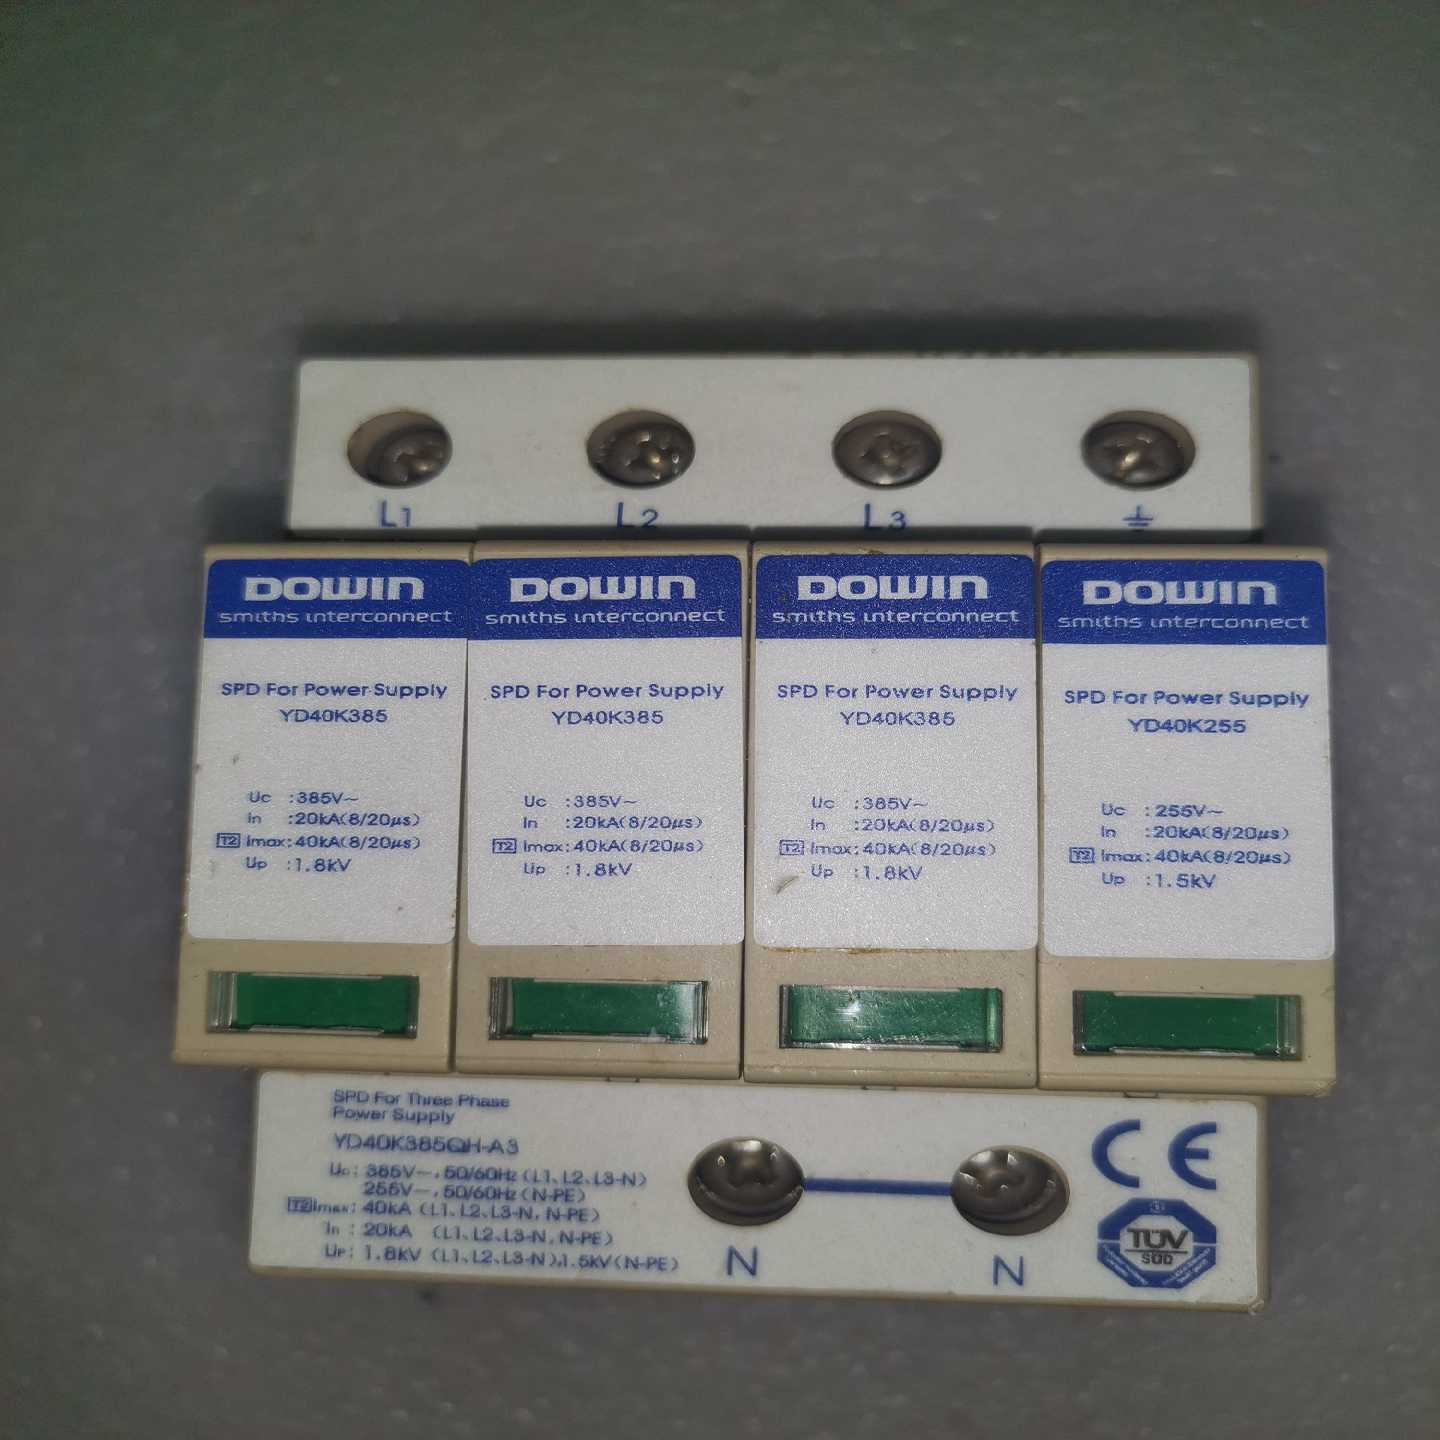 L1 L2 L3
DOWIN
smiths interconnect
SPD For Power Supply
YD40K385
Uc :385V~
In :20kA(8/20μs)
T2 Imax:40kA(8/20μs)
Up :1.8kV
DOWIN
smiths interconnect
SPD For Power Supply
YD40K385
Uc :385V~
In :20kA(8/20μs)
T2 Imax:40kA(8/20μs)
Up :1.8kV
DOWIN
smiths interconnect
SPD For Power Supply
YD40K385
Uc :385V~
In :20kA(8/20μs)
T2 Imax:40kA(8/20μs)
Up :1.8kV
DOWIN
smiths interconnect
SPD For Power Supply
YD40K255
Uc :255V~
In :20kA(8/20μs)
T2 Imax:40kA(8/20μs)
Up :1.5kV
SPD For Three Phase
Power Supply
YD40K385QH-A3
Uc: 385V~, 50/60Hz (L1、L2、L3-N)
255V~, 50/60Hz (N-PE)
T2 Imax: 40kA (L1、L2、L3-N, N-PE)
In : 20kA (L1、L2、L3-N, N-PE)
Up: 1.8kV (L1、L2、L3-N), 1.5kV (N-PE)
N N
CE
TÜV
SÜD